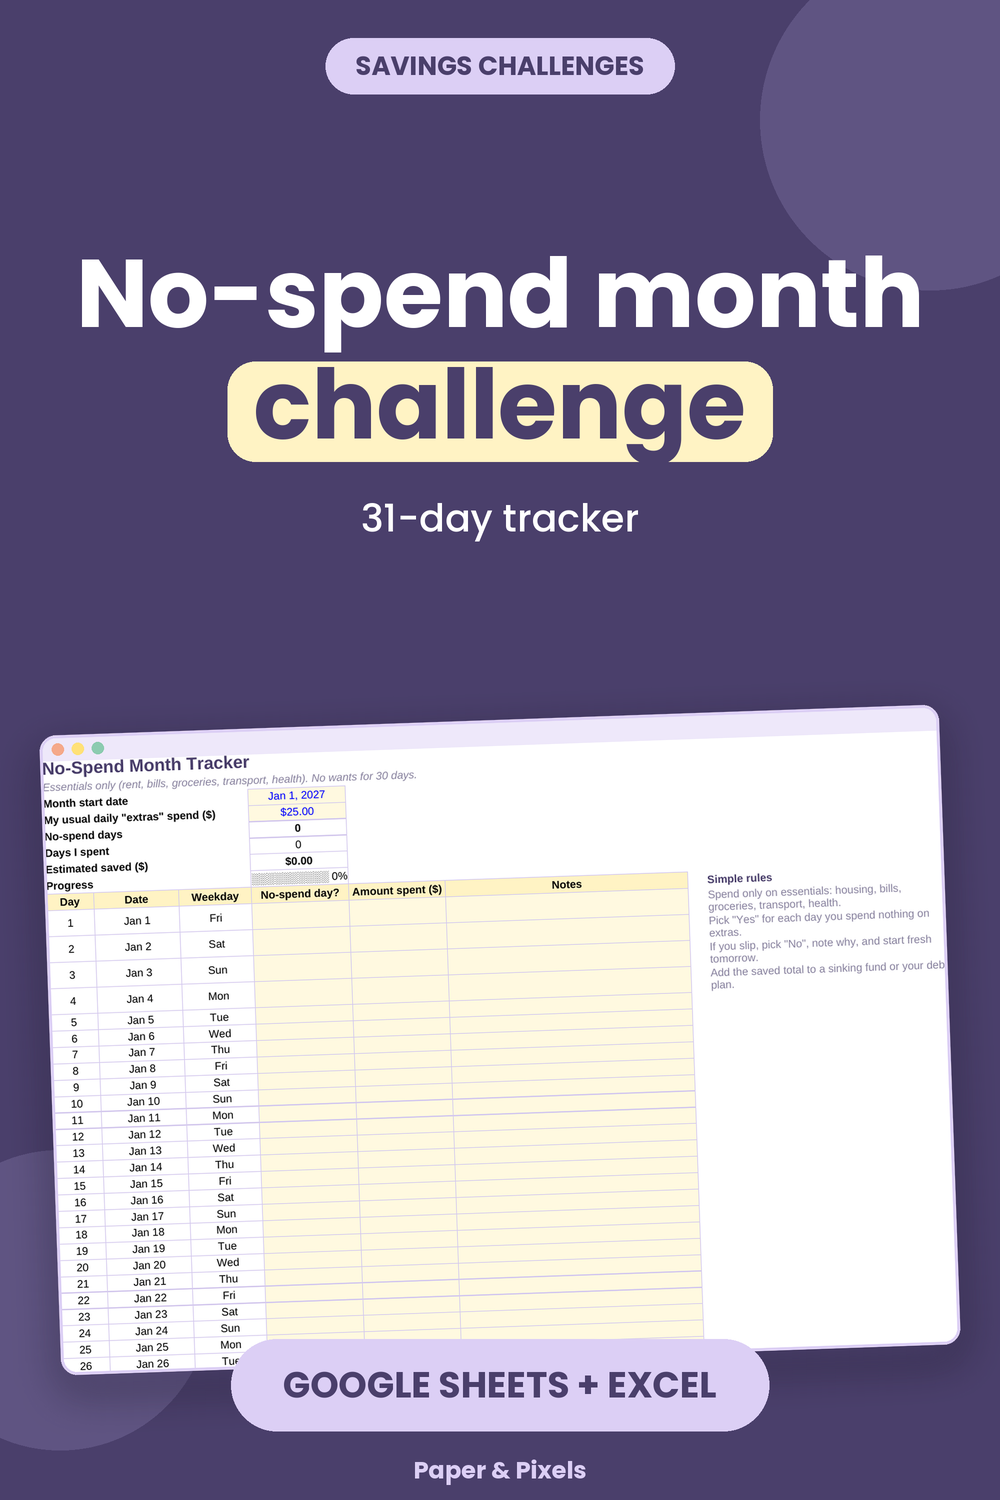 SAVINGS CHALLENGES
No-spend month
challenge
31-day tracker
No-Spend Month Tracker
Essentials only (rent, bills, groceries, transport, health). No wants for 30 days.
Month start date Jan 1, 2027
My usual daily "extras" spend ($) $25.00
No-spend days 0
Days I spent 0
Estimated saved ($) $0.00
Progress 0%
Day Date Weekday No-spend day? Amount spent ($) Notes
1 Jan 1 Fri
2 Jan 2 Sat
3 Jan 3 Sun
4 Jan 4 Mon
5 Jan 5 Tue
6 Jan 6 Wed
7 Jan 7 Thu
8 Jan 8 Fri
9 Jan 9 Sat
10 Jan 10 Sun
11 Jan 11 Mon
12 Jan 12 Tue
13 Jan 13 Wed
14 Jan 14 Thu
15 Jan 15 Fri
16 Jan 16 Sat
17 Jan 17 Sun
18 Jan 18 Mon
19 Jan 19 Tue
20 Jan 20 Wed
21 Jan 21 Thu
22 Jan 22 Fri
23 Jan 23 Sat
24 Jan 24 Sun
25 Jan 25 Mon
26 Jan 26 Tue
Simple rules
Spend only on essentials: housing, bills,
groceries, transport, health.
Pick "Yes" for each day you spend nothing on
extras.
If you slip, pick "No", note why, and start fresh
tomorrow.
Add the saved total to a sinking fund or your deb
plan.
GOOGLE SHEETS + EXCEL
Paper & Pixels